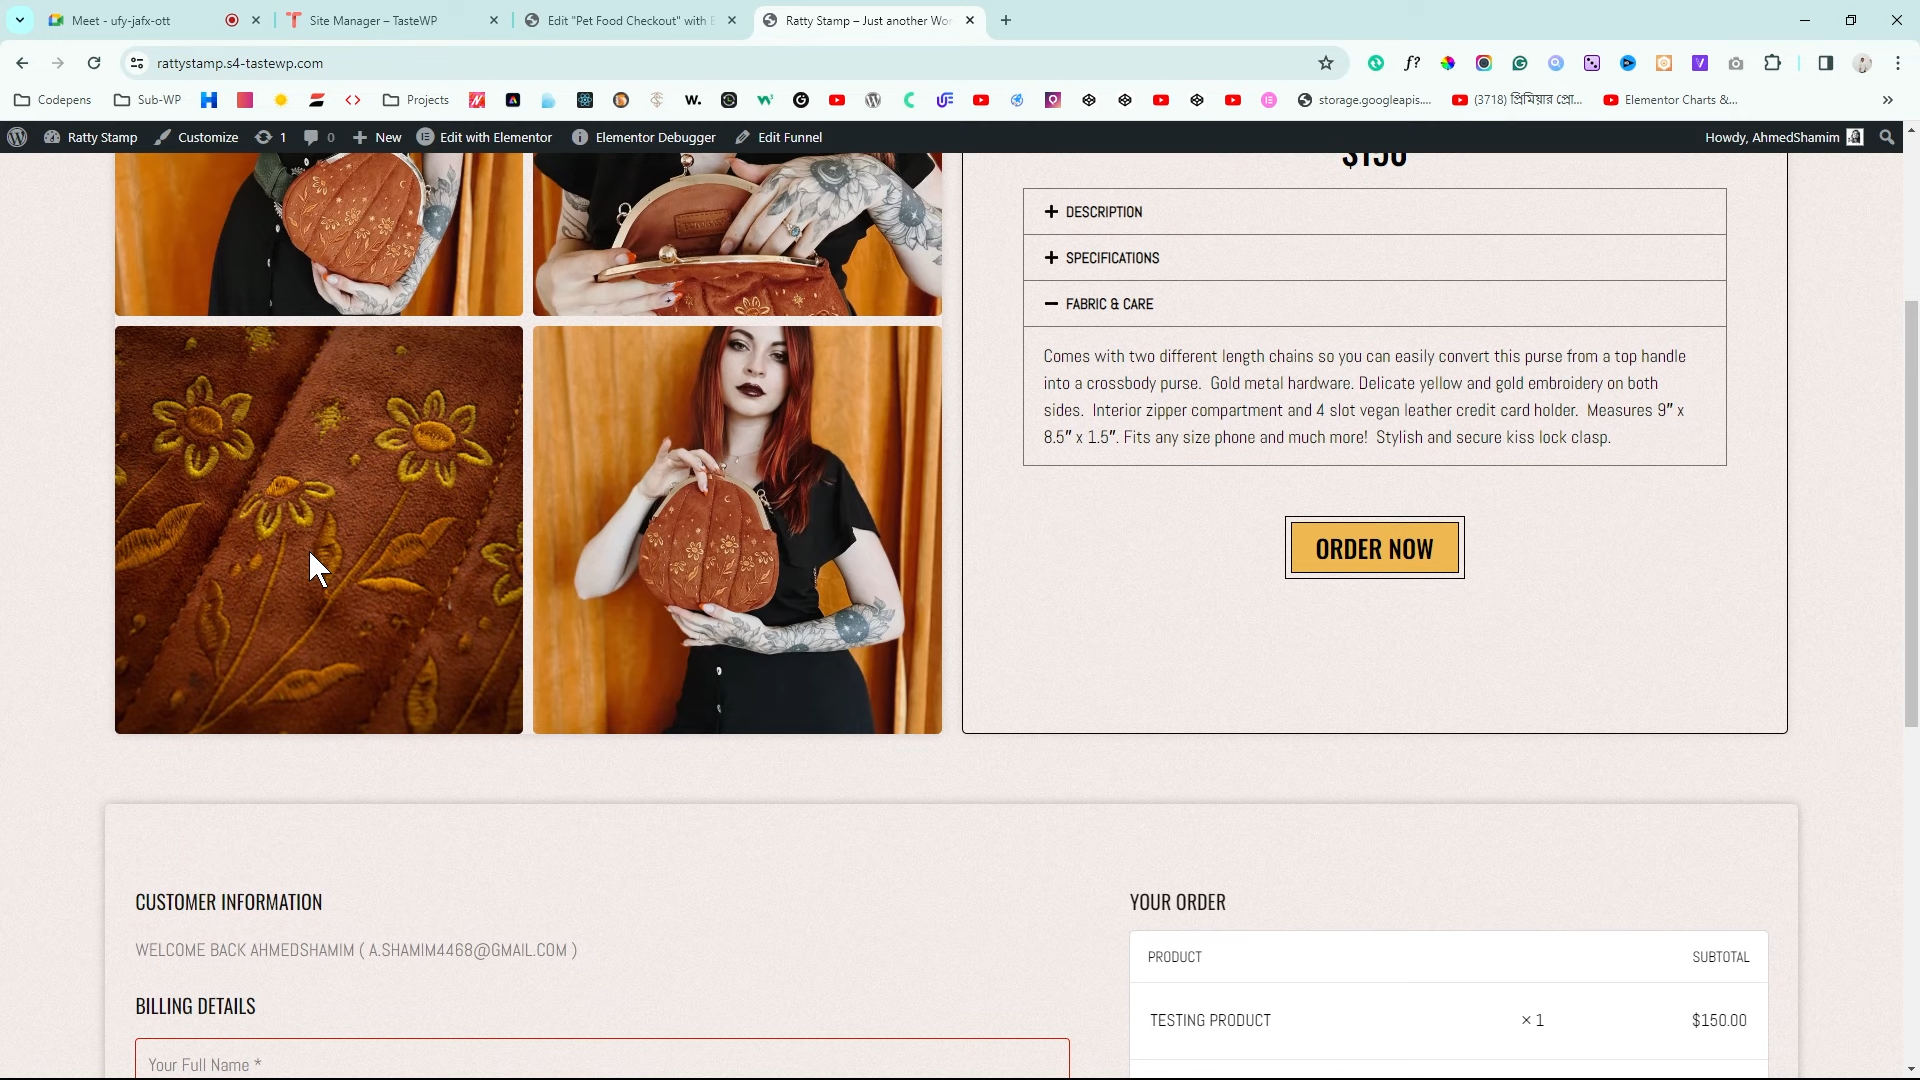 Meet - ufy-jafx-ott
Site Manager – TasteWP
Edit "Pet Food Checkout" with E
Ratty Stamp – Just another Wor
rattystamp.s4-tastewp.com
Codepens
Sub-WP
Projects
storage.googleapis....
(3718) প্রিমিয়ার প্রো...
Elementor Charts &...
Ratty Stamp
Customize
1
0
New
Edit with Elementor
Elementor Debugger
Edit Funnel
Howdy, AhmedShamim
$150
DESCRIPTION
SPECIFICATIONS
FABRIC & CARE
Comes with two different length chains so you can easily convert this purse from a top handle
into a crossbody purse. Gold metal hardware. Delicate yellow and gold embroidery on both
sides. Interior zipper compartment and 4 slot vegan leather credit card holder. Measures 9″ x
8.5″ x 1.5″. Fits any size phone and much more! Stylish and secure kiss lock clasp.
ORDER NOW
CUSTOMER INFORMATION
WELCOME BACK AHMEDSHAMIM ( A.SHAMIM4468@GMAIL.COM )
BILLING DETAILS
Your Full Name *
YOUR ORDER
PRODUCT SUBTOTAL
TESTING PRODUCT × 1 $150.00